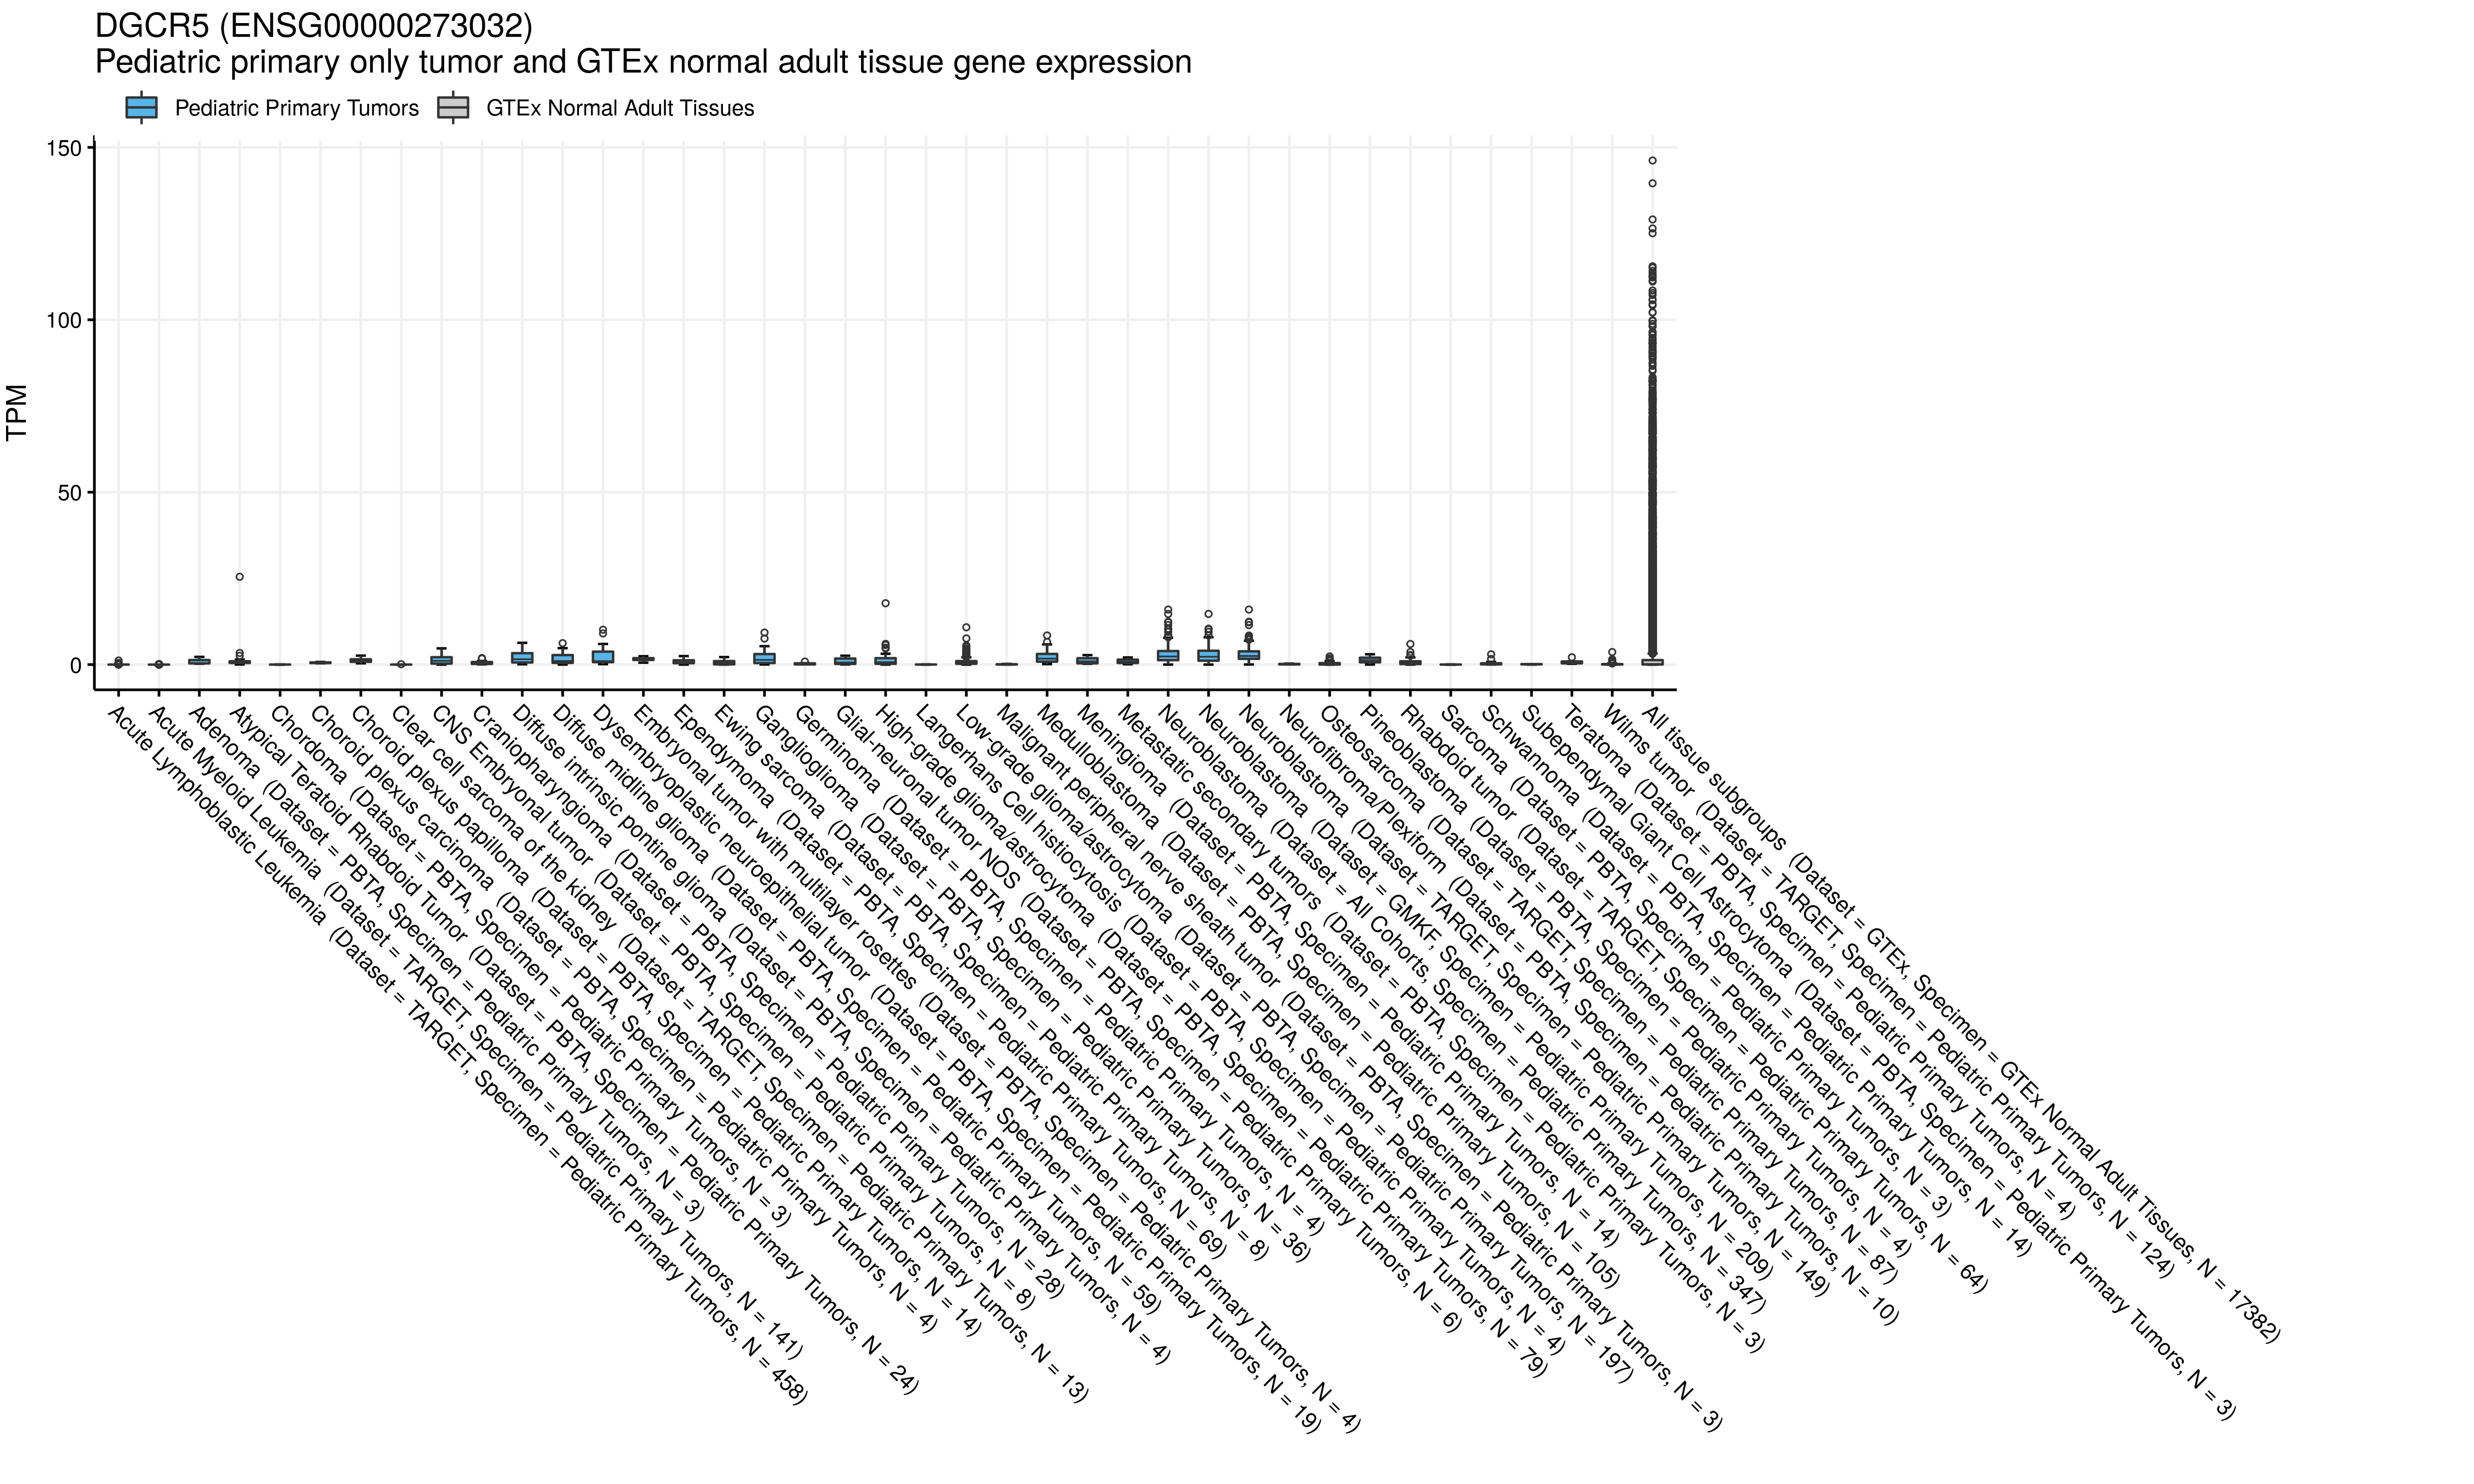 DGCR5 (ENSG00000273032)
Pediatric primary only tumor and GTEx normal adult tissue gene expression
Pediatric Primary Tumors
GTEx Normal Adult Tissues
150
100
50
0
TPM
Acute Lymphoblastic Leukemia (Dataset = TARGET, Specimen = Pediatric Primary Tumors, N = 458)
Acute Myeloid Leukemia (Dataset = TARGET, Specimen = Pediatric Primary Tumors, N = 141)
Adenoma (Dataset = PBTA, Specimen = Pediatric Primary Tumors, N = 3)
Atypical Teratoid Rhabdoid Tumor (Dataset = PBTA, Specimen = Pediatric Primary Tumors, N = 24)
Chordoma (Dataset = PBTA, Specimen = Pediatric Primary Tumors, N = 3)
Choroid plexus carcinoma (Dataset = PBTA, Specimen = Pediatric Primary Tumors, N = 4)
Choroid plexus papilloma (Dataset = PBTA, Specimen = Pediatric Primary Tumors, N = 14)
Clear cell sarcoma of the kidney (Dataset = TARGET, Specimen = Pediatric Primary Tumors, N = 13)
CNS Embryonal tumor (Dataset = PBTA, Specimen = Pediatric Primary Tumors, N = 8)
Craniopharyngioma (Dataset = PBTA, Specimen = Pediatric Primary Tumors, N = 28)
Diffuse intrinsic pontine glioma (Dataset = PBTA, Specimen = Pediatric Primary Tumors, N = 4)
Diffuse midline glioma (Dataset = PBTA, Specimen = Pediatric Primary Tumors, N = 59)
Dysembryoplastic neuroepithelial tumor (Dataset = PBTA, Specimen = Pediatric Primary Tumors, N = 19)
Embryonal tumor with multilayer rosettes (Dataset = PBTA, Specimen = Pediatric Primary Tumors, N = 4)
Ependymoma (Dataset = PBTA, Specimen = Pediatric Primary Tumors, N = 69)
Ewing sarcoma (Dataset = PBTA, Specimen = Pediatric Primary Tumors, N = 8)
Ganglioglioma (Dataset = PBTA, Specimen = Pediatric Primary Tumors, N = 36)
Germinoma (Dataset = PBTA, Specimen = Pediatric Primary Tumors, N = 4)
Glial-neuronal tumor NOS (Dataset = PBTA, Specimen = Pediatric Primary Tumors, N = 6)
High-grade glioma/astrocytoma (Dataset = PBTA, Specimen = Pediatric Primary Tumors, N = 79)
Langerhans Cell histiocytosis (Dataset = PBTA, Specimen = Pediatric Primary Tumors, N = 4)
Low-grade glioma/astrocytoma (Dataset = PBTA, Specimen = Pediatric Primary Tumors, N = 197)
Malignant peripheral nerve sheath tumor (Dataset = PBTA, Specimen = Pediatric Primary Tumors, N = 3)
Medulloblastoma (Dataset = PBTA, Specimen = Pediatric Primary Tumors, N = 105)
Meningioma (Dataset = PBTA, Specimen = Pediatric Primary Tumors, N = 14)
Metastatic secondary tumors (Dataset = PBTA, Specimen = Pediatric Primary Tumors, N = 3)
Neuroblastoma (Dataset = All Cohorts, Specimen = Pediatric Primary Tumors, N = 347)
Neuroblastoma (Dataset = GMKF, Specimen = Pediatric Primary Tumors, N = 209)
Neuroblastoma (Dataset = TARGET, Specimen = Pediatric Primary Tumors, N = 149)
Neurofibroma/Plexiform (Dataset = PBTA, Specimen = Pediatric Primary Tumors, N = 10)
Osteosarcoma (Dataset = TARGET, Specimen = Pediatric Primary Tumors, N = 87)
Pineoblastoma (Dataset = PBTA, Specimen = Pediatric Primary Tumors, N = 4)
Rhabdoid tumor (Dataset = TARGET, Specimen = Pediatric Primary Tumors, N = 64)
Sarcoma (Dataset = PBTA, Specimen = Pediatric Primary Tumors, N = 3)
Schwannoma (Dataset = PBTA, Specimen = Pediatric Primary Tumors, N = 14)
Subependymal Giant Cell Astrocytoma (Dataset = PBTA, Specimen = Pediatric Primary Tumors, N = 3)
Teratoma (Dataset = PBTA, Specimen = Pediatric Primary Tumors, N = 4)
Wilms tumor (Dataset = TARGET, Specimen = Pediatric Primary Tumors, N = 124)
All tissue subgroups (Dataset = GTEx, Specimen = GTEx Normal Adult Tissues, N = 17382)